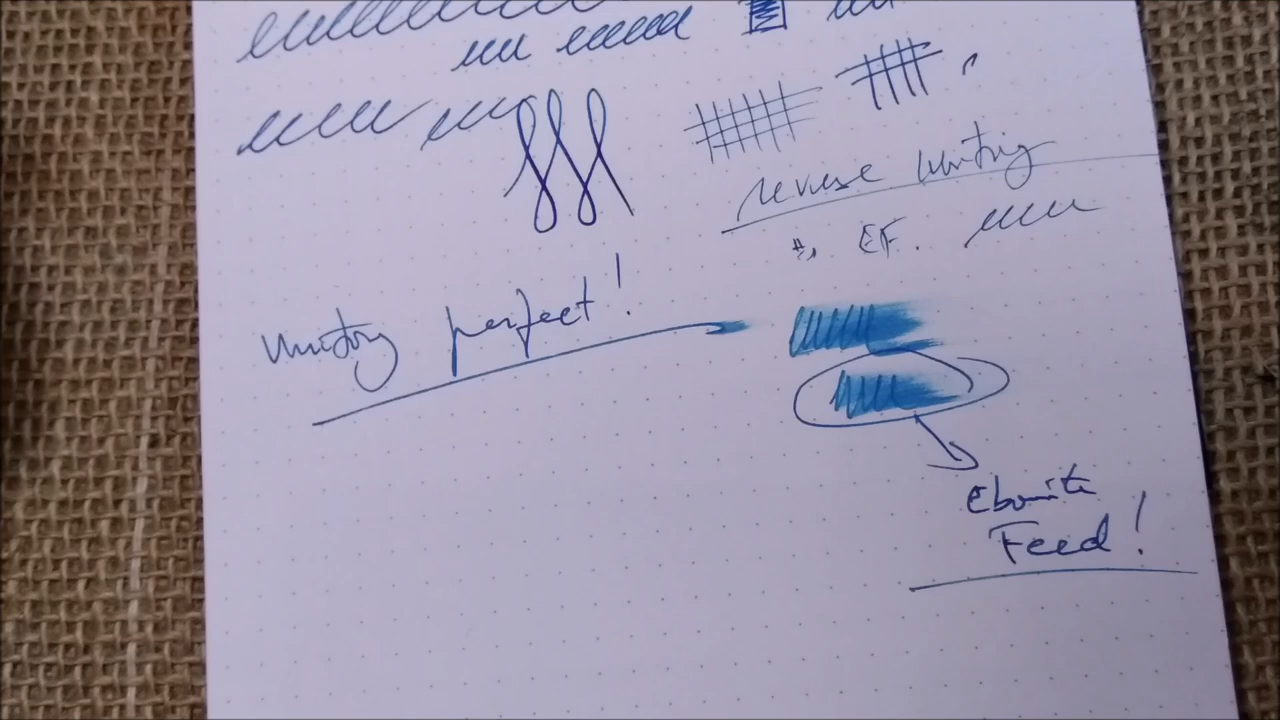 reverse writing
EF.
writing perfect!
Ebonite
Feed!